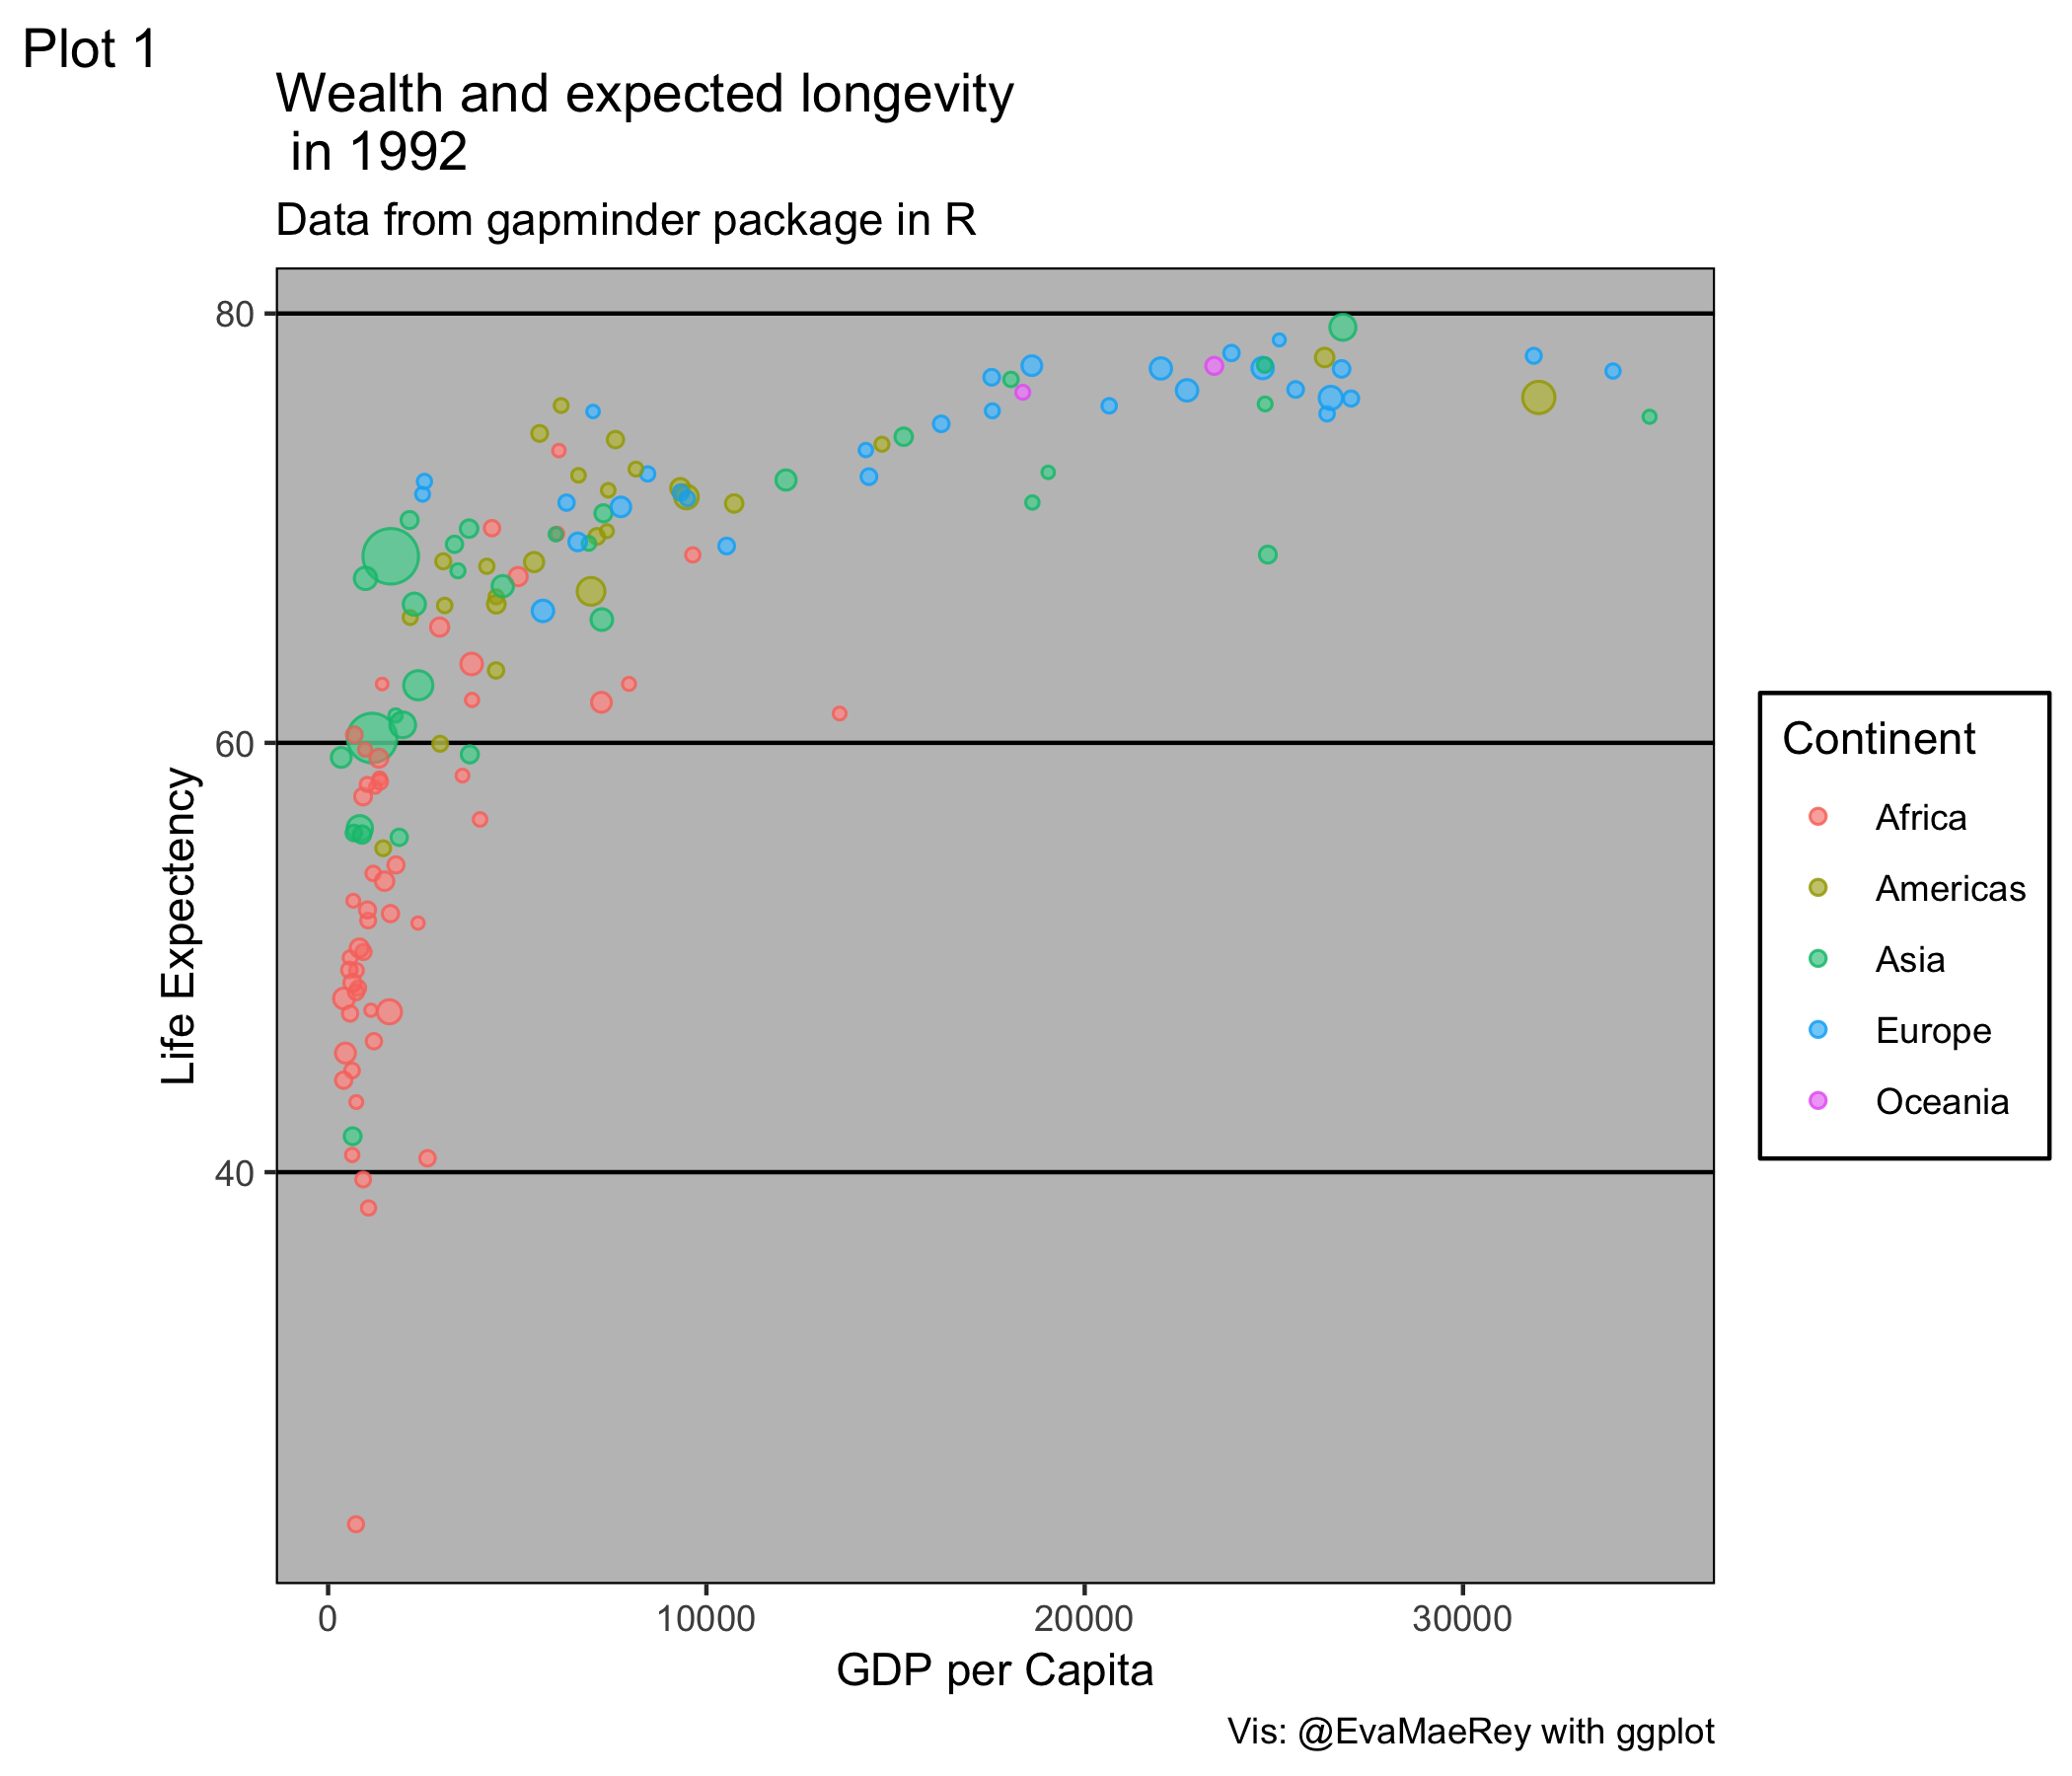 Plot 1
Wealth and expected longevity
in 1992
Data from gapminder package in R
80
60
40
Life Expectency
0 10000 20000 30000
GDP per Capita
Continent
Africa
Americas
Asia
Europe
Oceania
Vis: @EvaMaeRey with ggplot